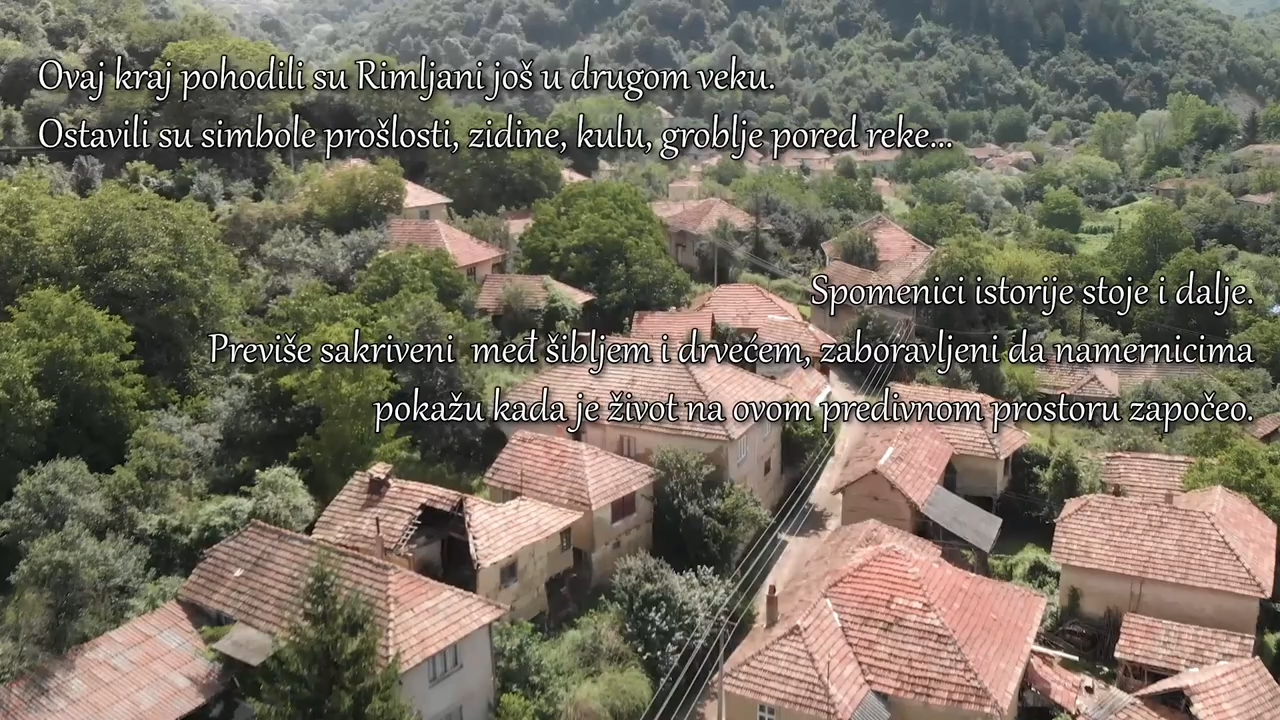 Ovaj kraj pohodili su Rimljani još u drugom veku.
Ostavili su simbole prošlosti, zidine, kulu, groblje pored reke...
Spomenici istorije stoje i dalje.
Previše sakriveni međ šibljem i drvećem, zaboravljeni da namernicima
pokažu kada je život na ovom predivnom prostoru započeo.